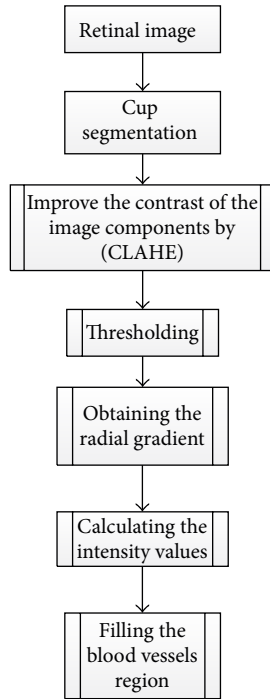 Retinal image
Cup
segmentation
Improve the contrast of the
image components by
(CLAHE)
Thresholding
Obtaining the
radial gradient
Calculating the
intensity values
Filling the
blood vessels
region